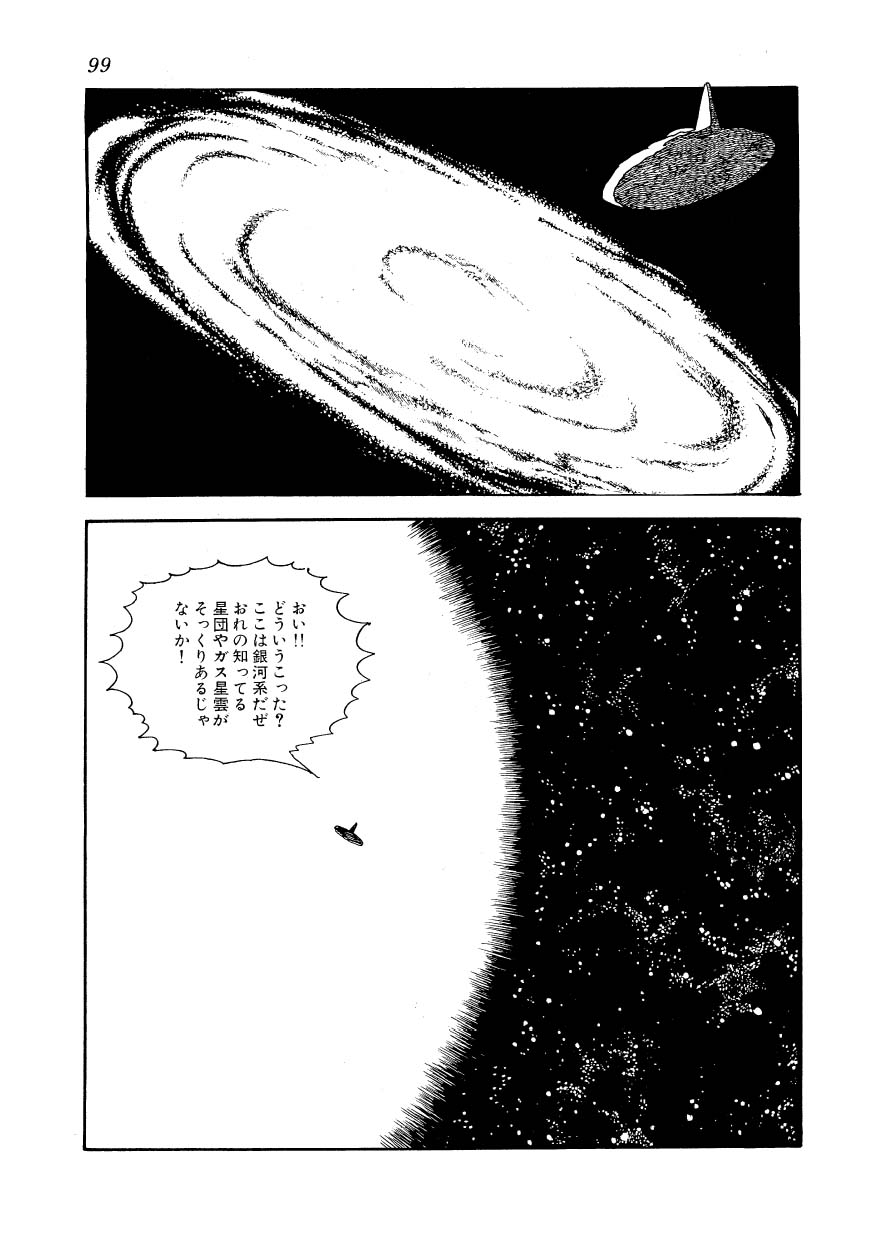 99
おい!!
どういうこった?
ここは銀河系だぜ
おれの知ってる
星団やガス星雲が
そっくりあるじゃ
ないか!